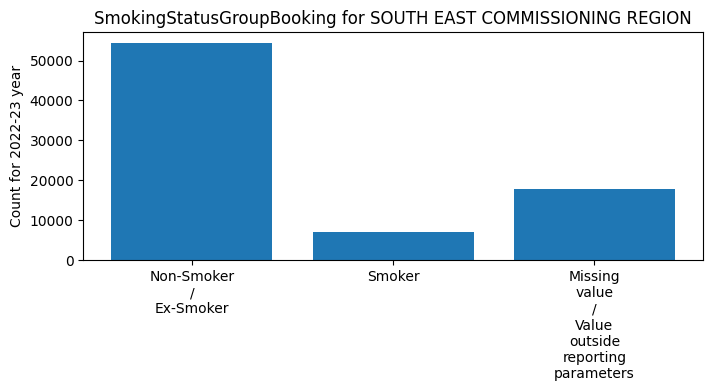 SmokingStatusGroupBooking for SOUTH EAST COMMISSIONING REGION
Count for 2022-23 year
50000
40000
30000
20000
10000
0
Non-Smoker
/
Ex-Smoker
Smoker
Missing
value
/
Value
outside
reporting
parameters